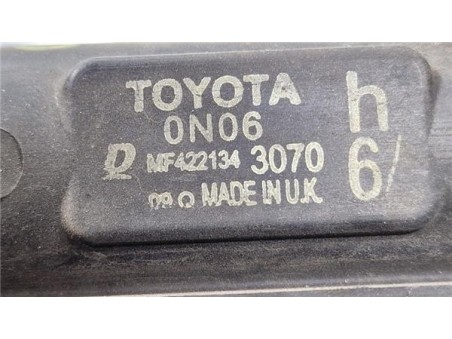 TOYOTA
0N06 h
MF422134 3070 6/
MADE IN U.K.